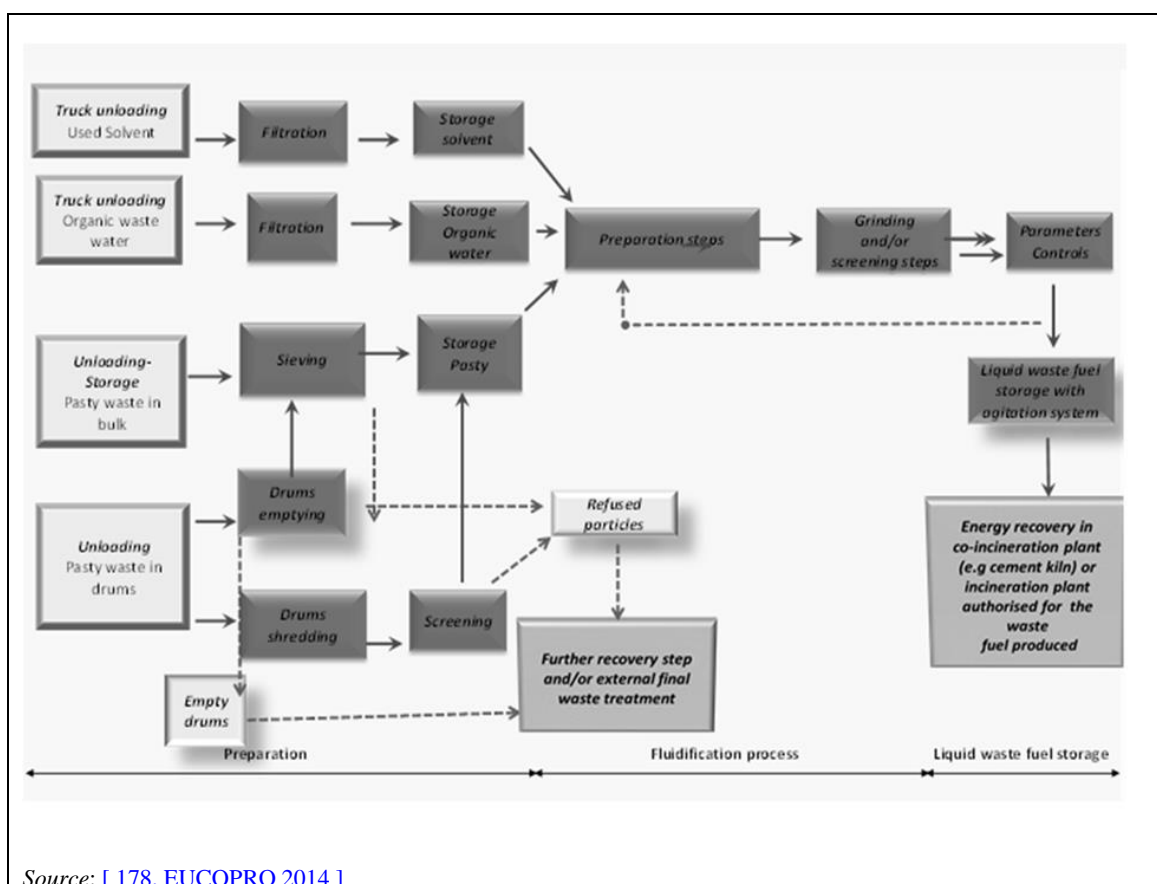 Truck unloading
Used Solvent
Filtration
Storage
solvent
Truck unloading
Organic waste
water
Filtration
Storage
Organic
water
Preparation steps
Grinding
and/or
screening steps
Parameters
Controls
Unloading-
Storage
Pasty waste in
bulk
Sieving
Storage
Pasty
Liquid waste fuel
storage with
agitation system
Unloading
Pasty waste in
drums
Drums
emptying
Refused
particles
Energy recovery in
co-incineration plant
(e.g cement kiln) or
incineration plant
authorised for the
waste
fuel produced
Drums
shredding
Screening
Further recovery step
and/or external final
waste treatment
Empty
drums
Preparation
Fluidification process
Liquid waste fuel storage
Source: [ 178, EUCOPRO 2014 ]